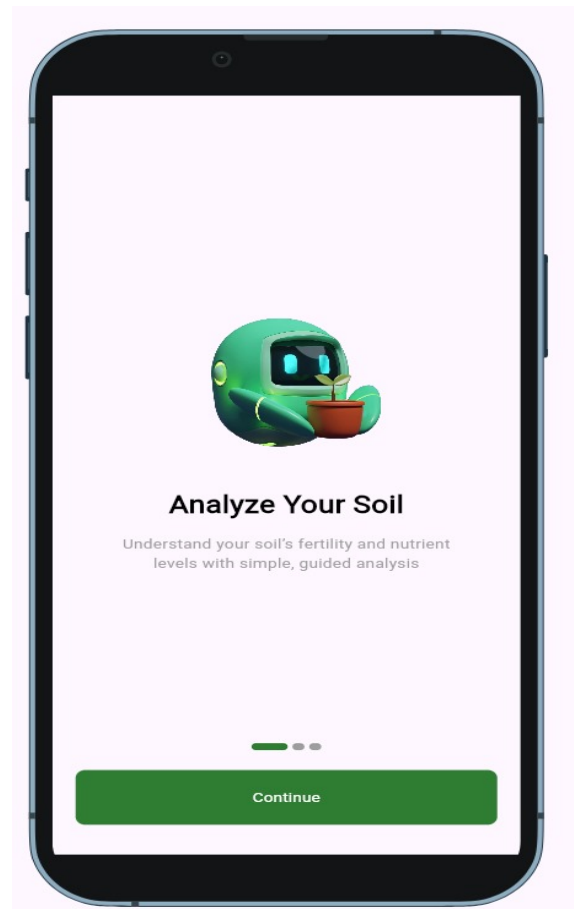 Analyze Your Soil
Understand your soil's fertility and nutrient
levels with simple, guided analysis
Continue